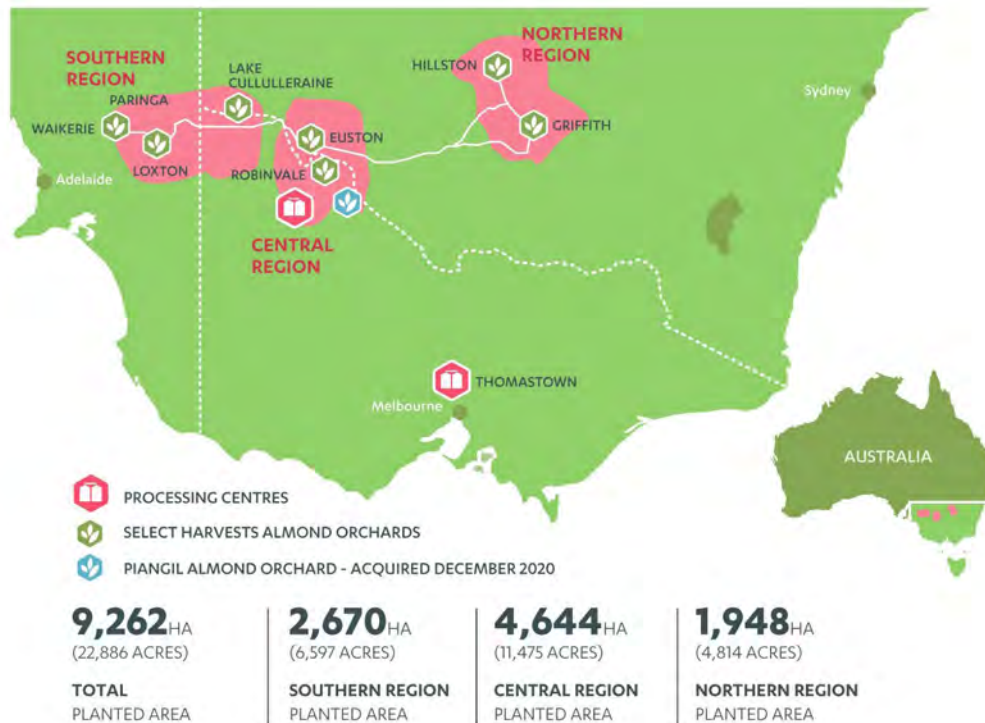 NORTHERN
REGION
SOUTHERN
REGION
HILLSTON
LAKE
CULLULLERAINE
Sydney
PARINGA
WAIKERIE
EUSTON
GRIFFITH
LOXTON
ROBINVALE
Adelaide
CENTRAL
REGION
THOMASTOWN
Melbourne
AUSTRALIA
PROCESSING CENTRES
SELECT HARVESTS ALMOND ORCHARDS
PIANGIL ALMOND ORCHARD - ACQUIRED DECEMBER 2020
9,262HA
(22,886 ACRES)
TOTAL
PLANTED AREA
2,670HA
(6,597 ACRES)
SOUTHERN REGION
PLANTED AREA
4,644HA
(11,475 ACRES)
CENTRAL REGION
PLANTED AREA
1,948HA
(4,814 ACRES)
NORTHERN REGION
PLANTED AREA